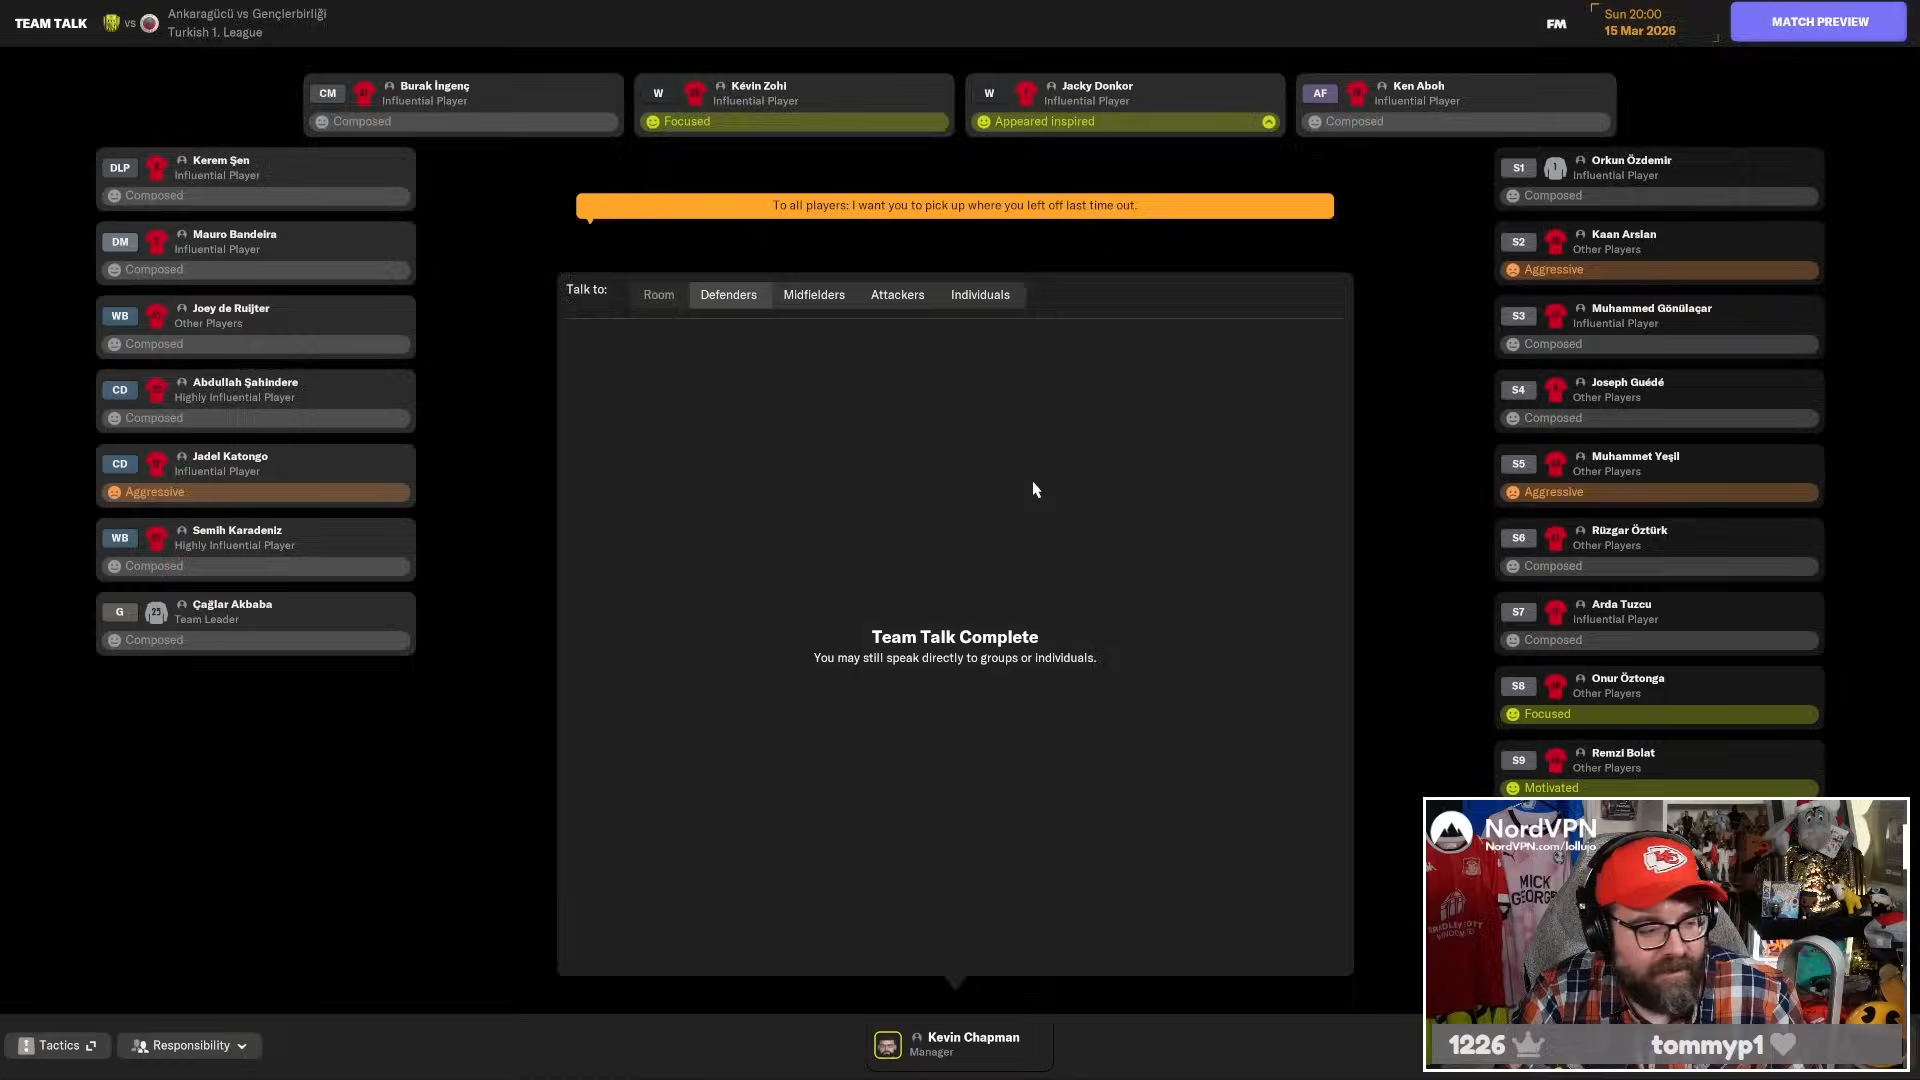 TEAM TALK
vs
Ankaragücü vs Gençlerbirliği
Turkish 1. League
FM
Sun 20:00
15 Mar 2026
MATCH PREVIEW
CM
Burak İngenç
Influential Player
Composed
W
Kévin Zohi
Influential Player
Focused
W
Jacky Donkor
Influential Player
Appeared inspired
AF
Ken Aboh
Influential Player
Composed
DLP
Kerem Şen
Influential Player
Composed
DM
Mauro Bandeira
Influential Player
Composed
WB
Joey de Ruijter
Other Players
Composed
CD
Abdullah Şahindere
Highly Influential Player
Composed
CD
Jadel Katongo
Influential Player
Aggressive
WB
Semih Karadeniz
Highly Influential Player
Composed
G
25
Çağlar Akbaba
Team Leader
Composed
To all players: I want you to pick up where you left off last time out.
Talk to:
Room
Defenders
Midfielders
Attackers
Individuals
Team Talk Complete
You may still speak directly to groups or individuals.
S1
1
Orkun Özdemir
Influential Player
Composed
S2
Kaan Arslan
Other Players
Aggressive
S3
Muhammed Gönülaçar
Influential Player
Composed
S4
Joseph Guédé
Other Players
Composed
S5
Muhammet Yeşil
Other Players
Aggressive
S6
Rüzgar Öztürk
Other Players
Composed
S7
Arda Tuzcu
Influential Player
Composed
S8
Onur Öztonga
Other Players
Focused
S9
Remzi Bolat
Other Players
Motivated
NordVPN
NordVPN.com/lollujo
MICK
GEORGE
1226
tommyp1
Tactics
Responsibility
Kevin Chapman
Manager